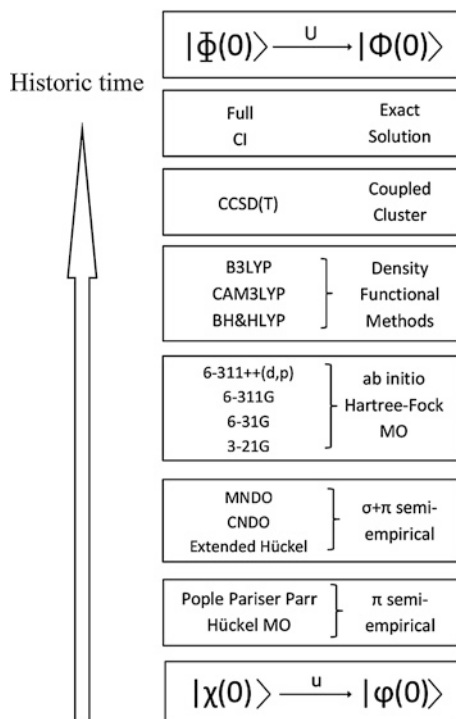 |Φ(0)⟩ U→ |Φ(0)⟩
Historic time
Full Exact
CI Solution
CCSD(T) Coupled
Cluster
B3LYP Density
CAM3LYP Functional
BH&HLYP Methods
6-311++(d,p) ab initio
6-311G Hartree-Fock
6-31G MO
3-21G
MNDO σ+π semi-
CNDO empirical
Extended Hückel
Pople Pariser Parr π semi-
Hückel MO empirical
|χ(0)⟩ u→ |φ(0)⟩